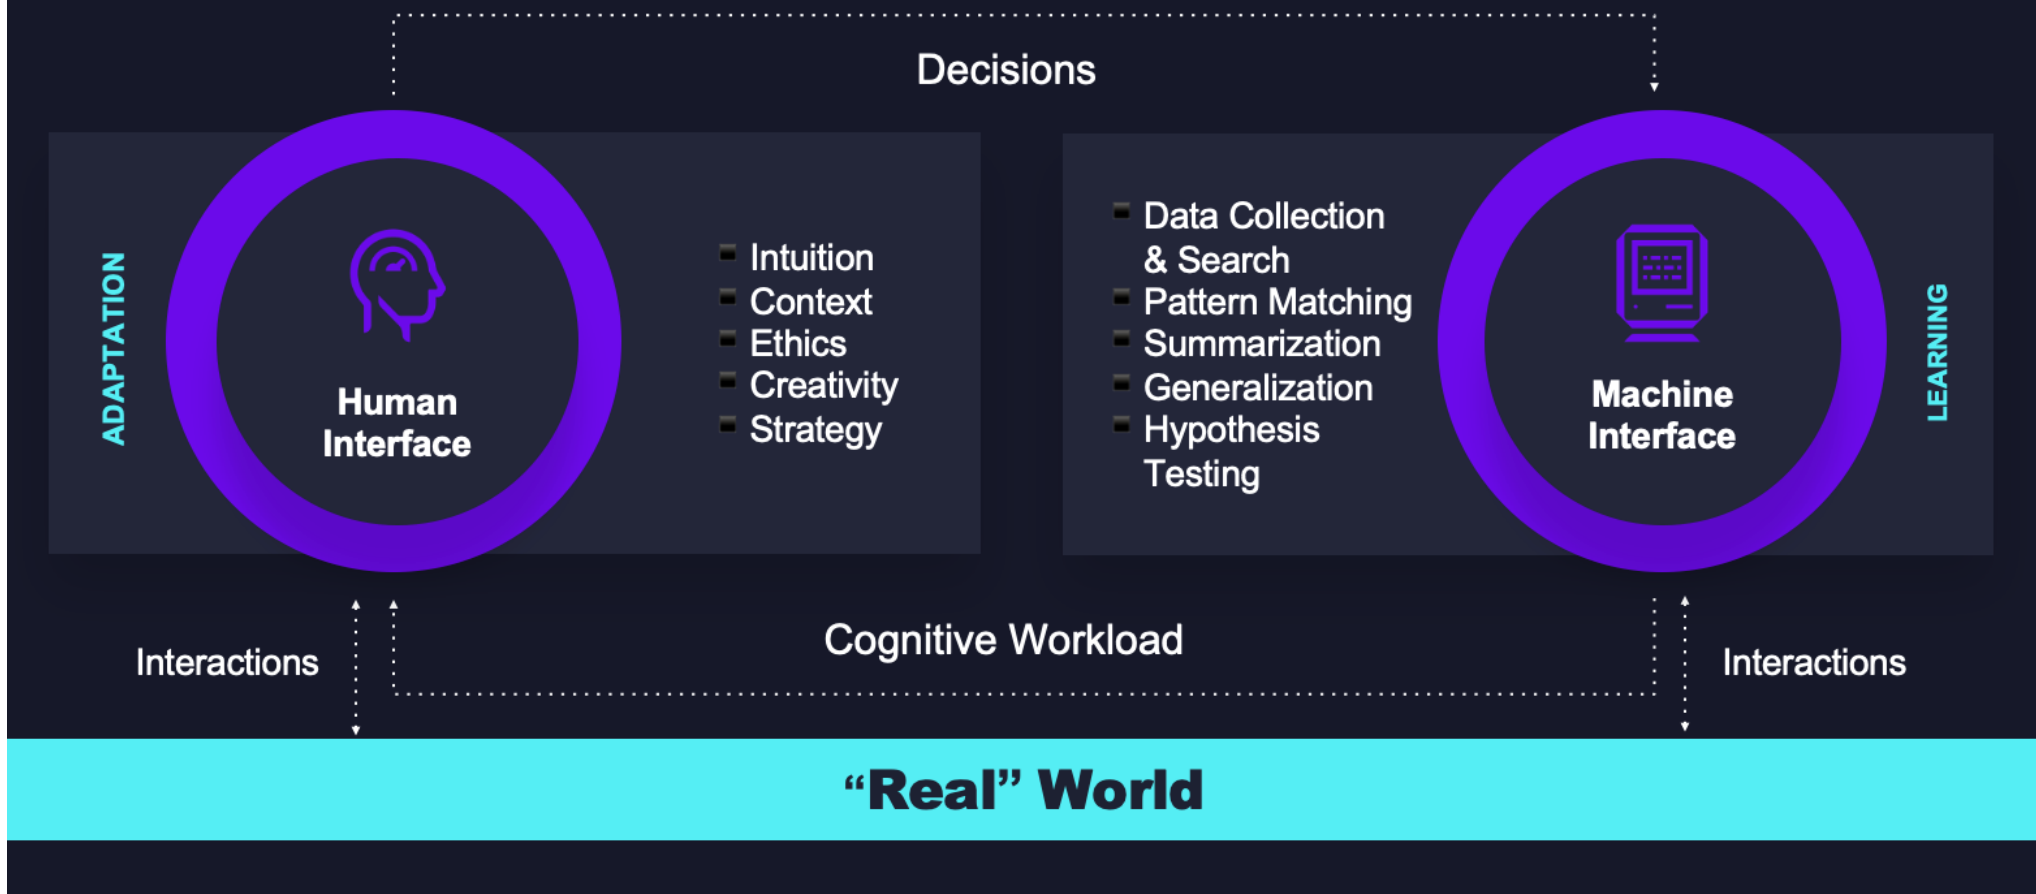 Decisions
ADAPTATION
Human
Interface
Intuition
Context
Ethics
Creativity
Strategy
Data Collection
& Search
Pattern Matching
Summarization
Generalization
Hypothesis
Testing
Machine
Interface
LEARNING
Interactions
Cognitive Workload
Interactions
“Real” World